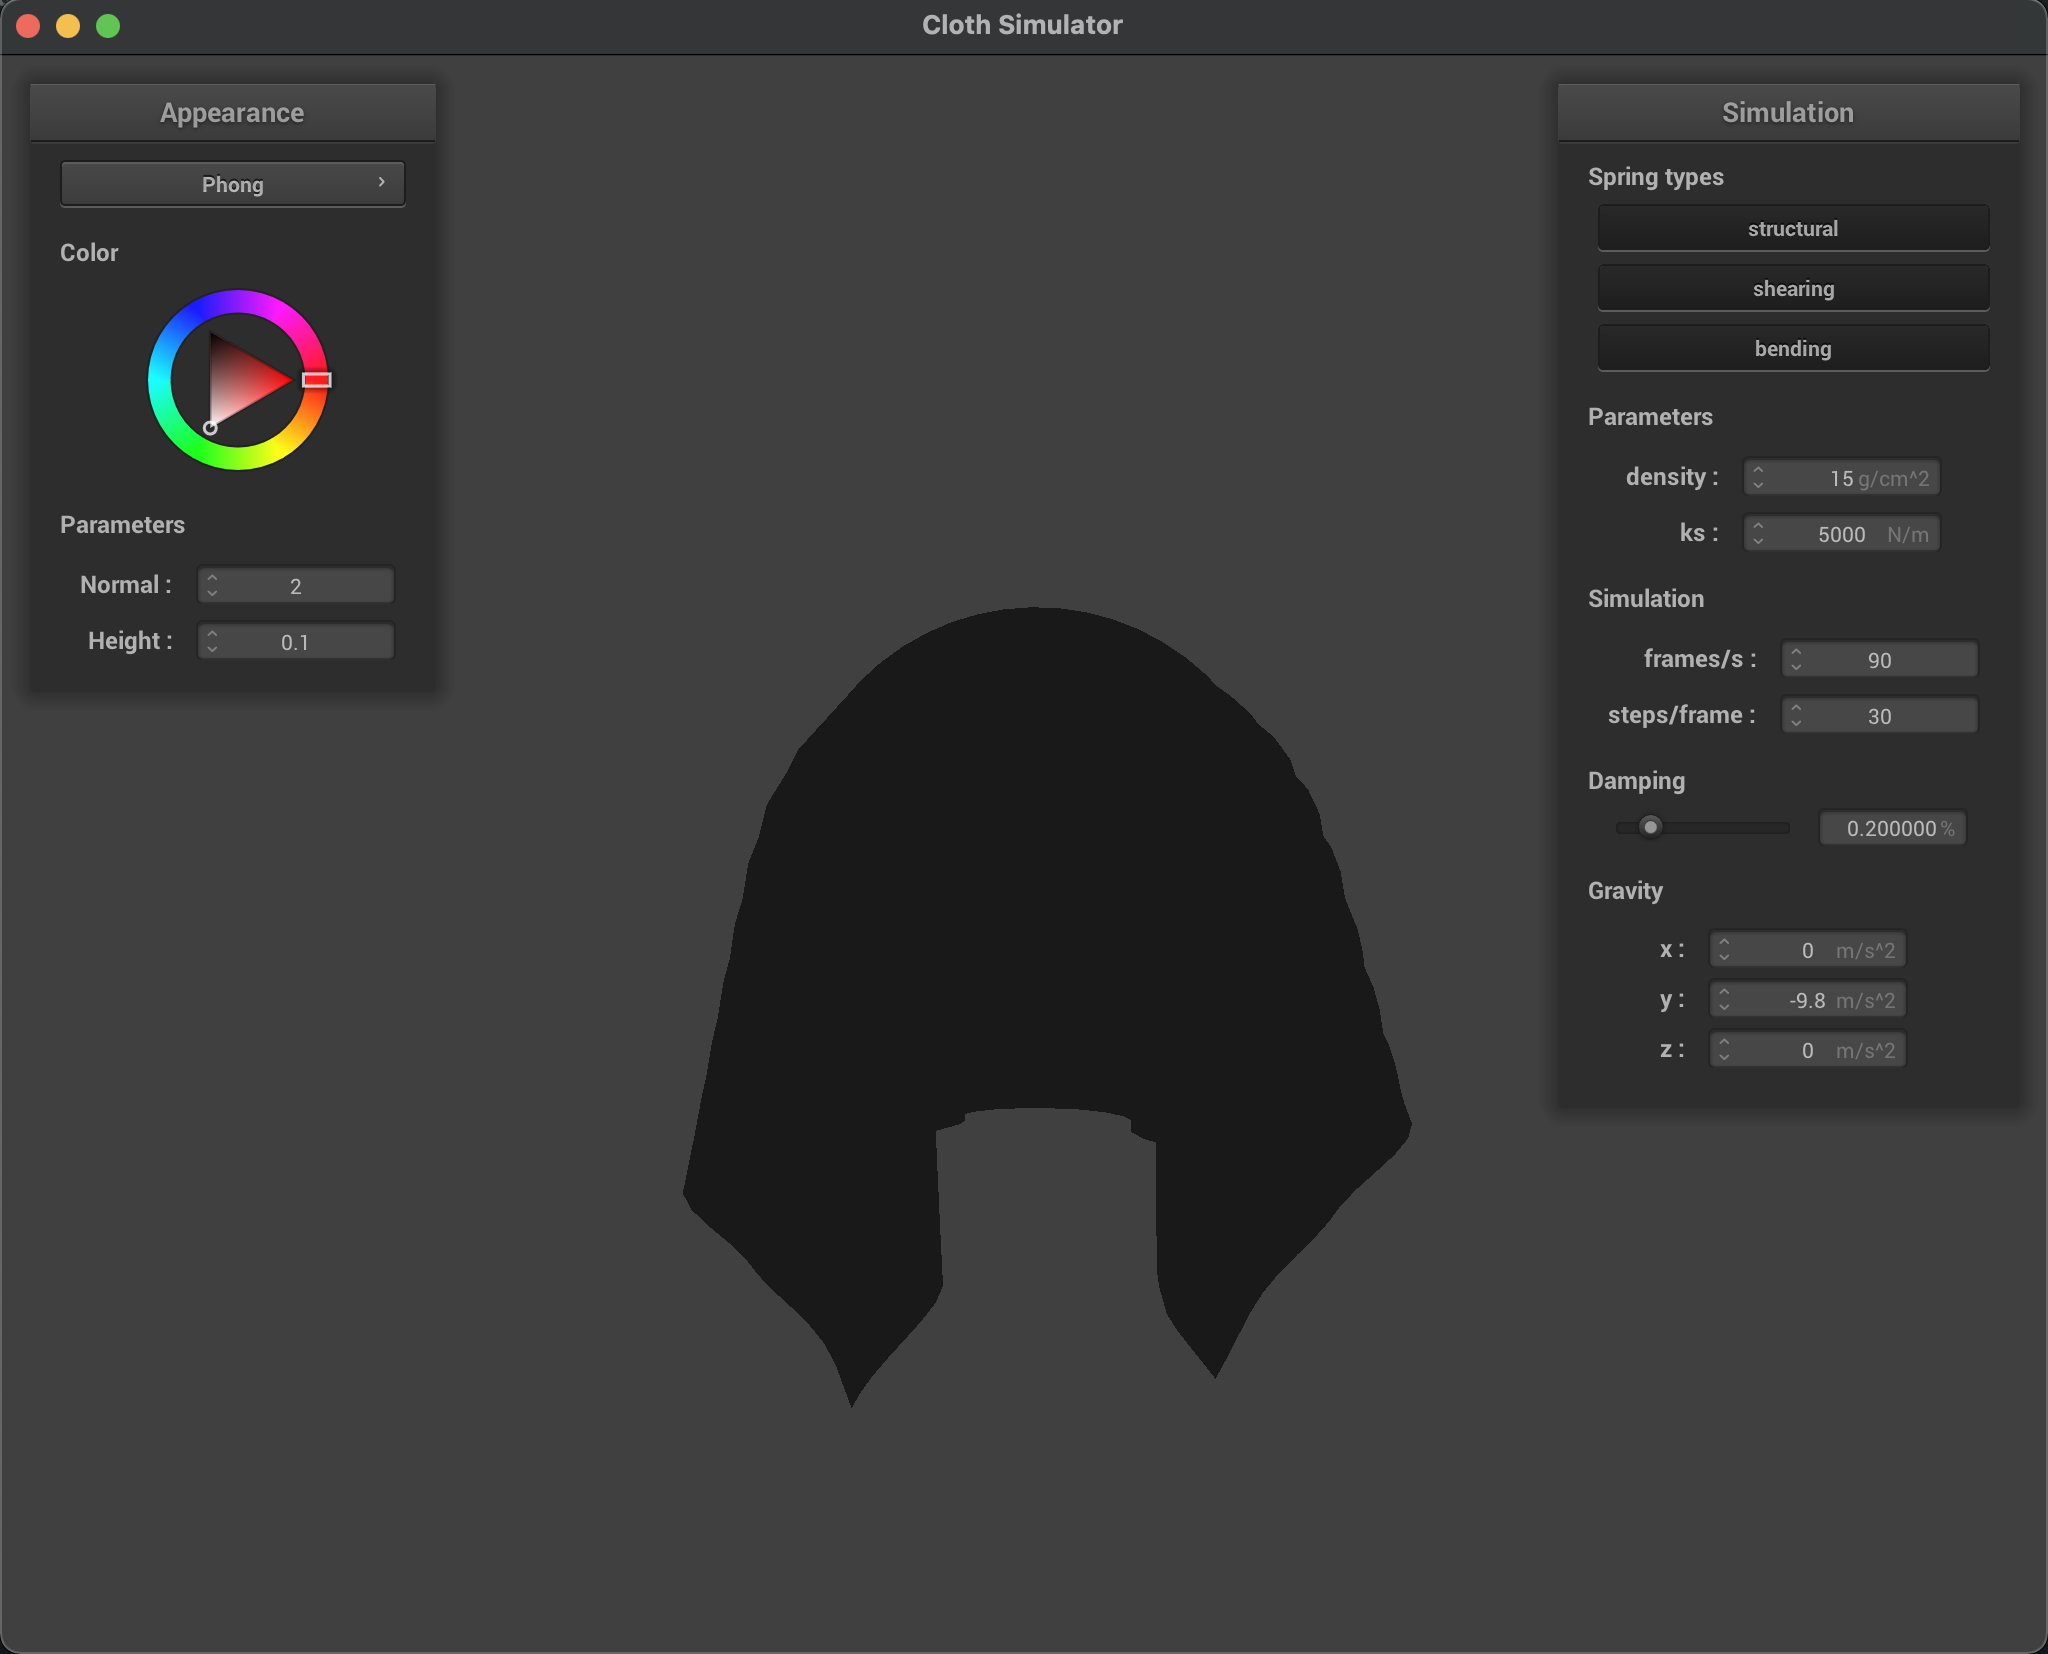 Cloth Simulator
Appearance
Phong
Color
Parameters
Normal : 2
Height : 0.1
Simulation
Spring types
structural
shearing
bending
Parameters
density : 15 g/cm^2
ks : 5000 N/m
Simulation
frames/s : 90
steps/frame : 30
Damping
0.200000 %
Gravity
x : 0 m/s^2
y : -9.8 m/s^2
z : 0 m/s^2